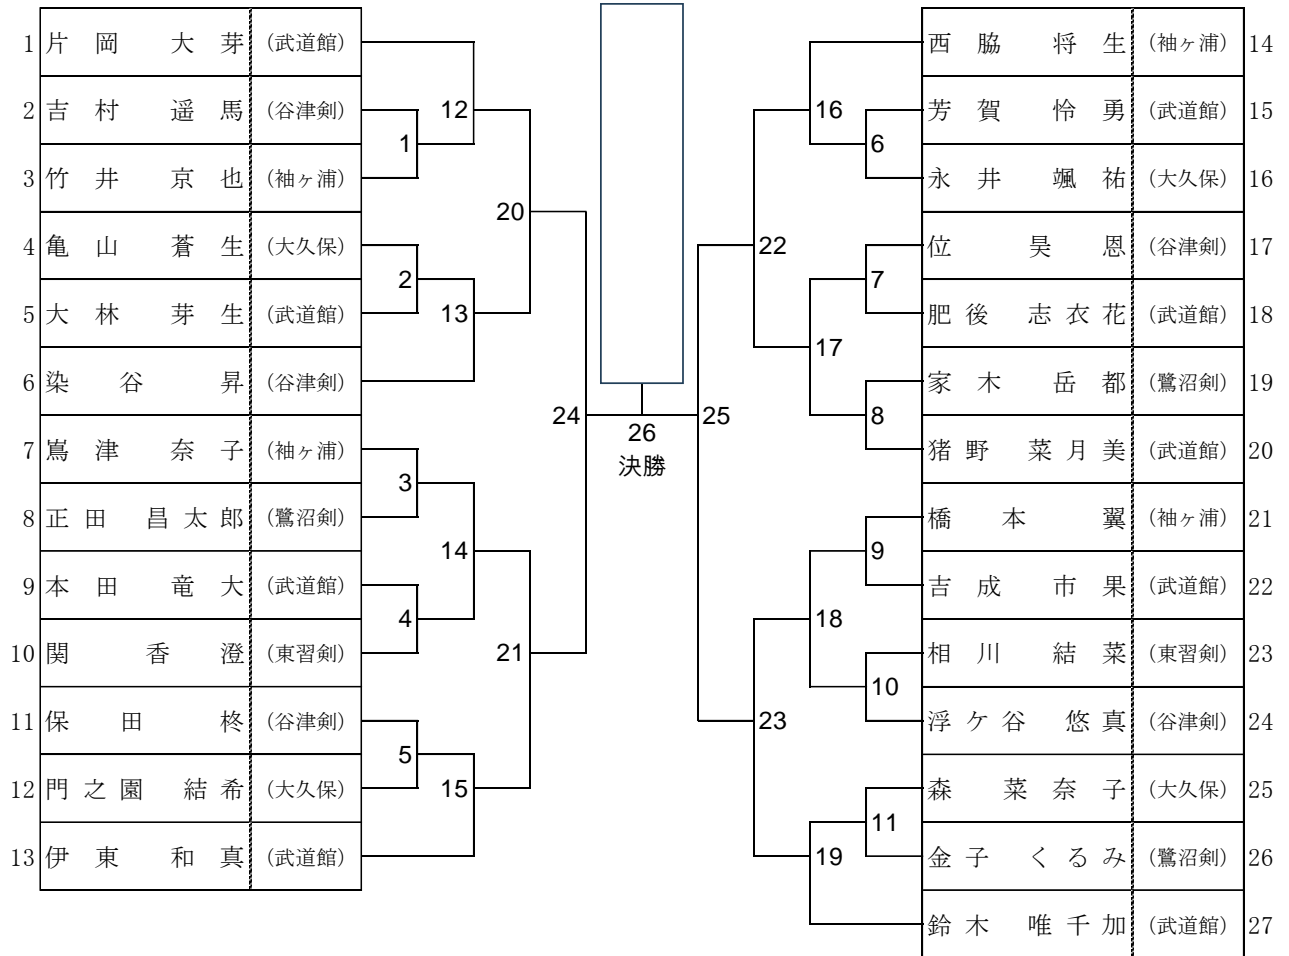 1 片岡 大芽 (武道館)
2 吉村 遥馬 (谷津剣)
3 竹井 京也 (袖ヶ浦)
4 亀山 蒼生 (大久保)
5 大林 芽生 (武道館)
6 染谷 昇 (谷津剣)
7 嶌津 奈子 (袖ヶ浦)
8 正田 昌太郎 (鷺沼剣)
9 本田 竜大 (武道館)
10 関 香澄 (東習剣)
11 保田 柊 (谷津剣)
12 門之園 結希 (大久保)
13 伊東 和真 (武道館)
12
1
20
2
13
24
3
14
4
21
5
15
26
決勝
16
6
22
7
17
25
8
9
18
10
23
11
19
西脇 将生 (袖ヶ浦) 14
芳賀 怜勇 (武道館) 15
永井 颯祐 (大久保) 16
位 昊恩 (谷津剣) 17
肥後 志衣花 (武道館) 18
家木 岳都 (鷺沼剣) 19
猪野 菜月美 (武道館) 20
橋本 翼 (袖ヶ浦) 21
吉成 市果 (武道館) 22
相川 結菜 (東習剣) 23
浮ケ谷 悠真 (谷津剣) 24
森 菜奈子 (大久保) 25
金子 くるみ (鷺沼剣) 26
鈴木 唯千加 (武道館) 27